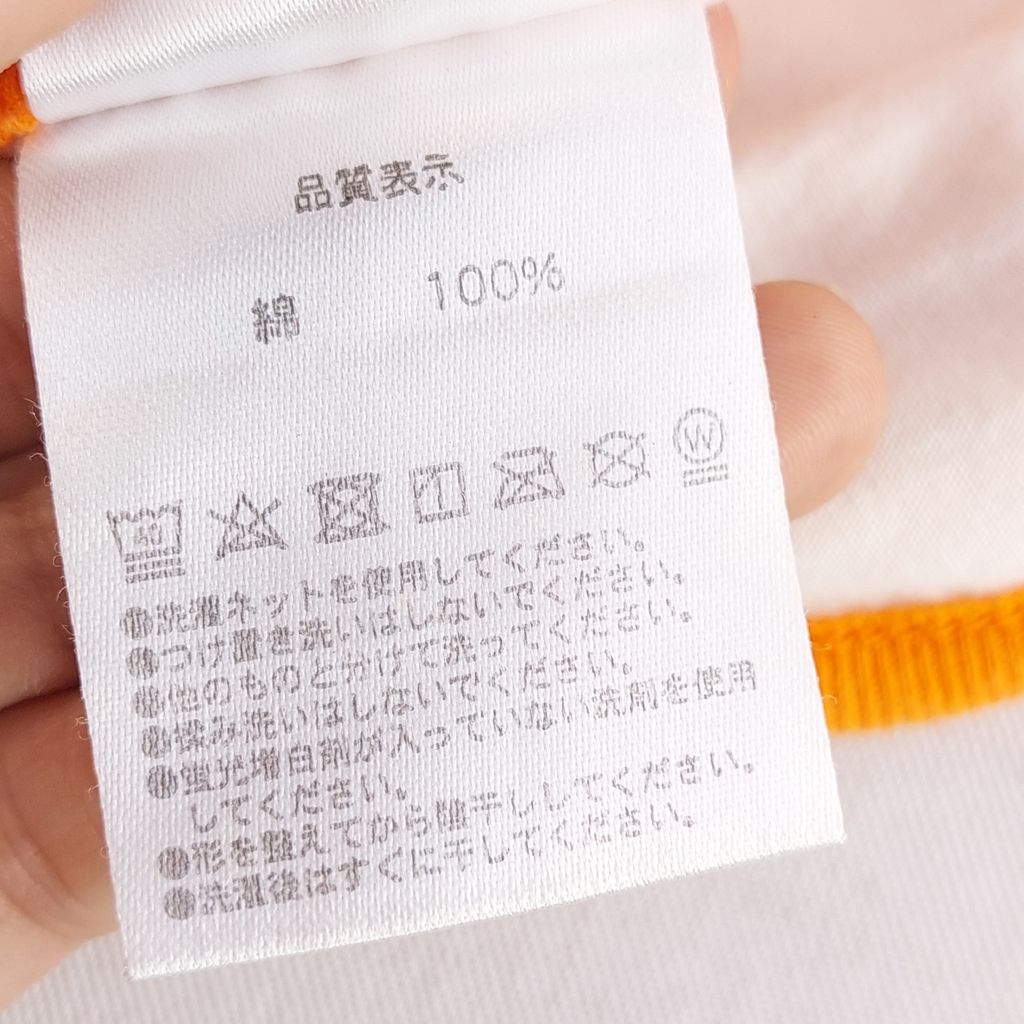 品質表示
綿 100%
40
W
●洗濯ネットを使用してください。
●つけ置き洗いはしないでください。
●他のものとわけて洗ってください。
●揉み洗いはしないでください。
●蛍光増白剤が入っていない洗剤を使用
してください。
●形を整えてから陰干ししてください。
●洗濯後はすぐに干してください。